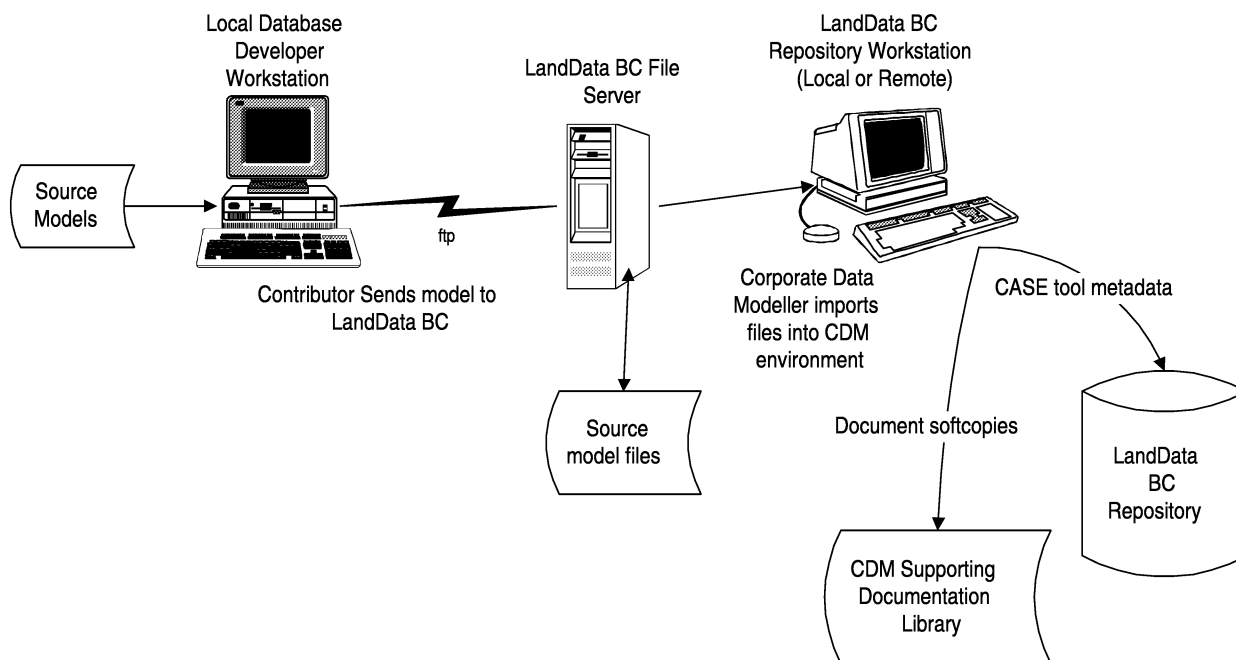 Local Database
Developer
Workstation
LandData BC File
Server
LandData BC
Repository Workstation
(Local or Remote)
Source
Models
ftp
Contributor Sends model to
LandData BC
Corporate Data
Modeller imports
files into CDM
environment
CASE tool metadata
Source
model files
Document softcopies
LandData
BC
Repository
CDM Supporting
Documentation
Library